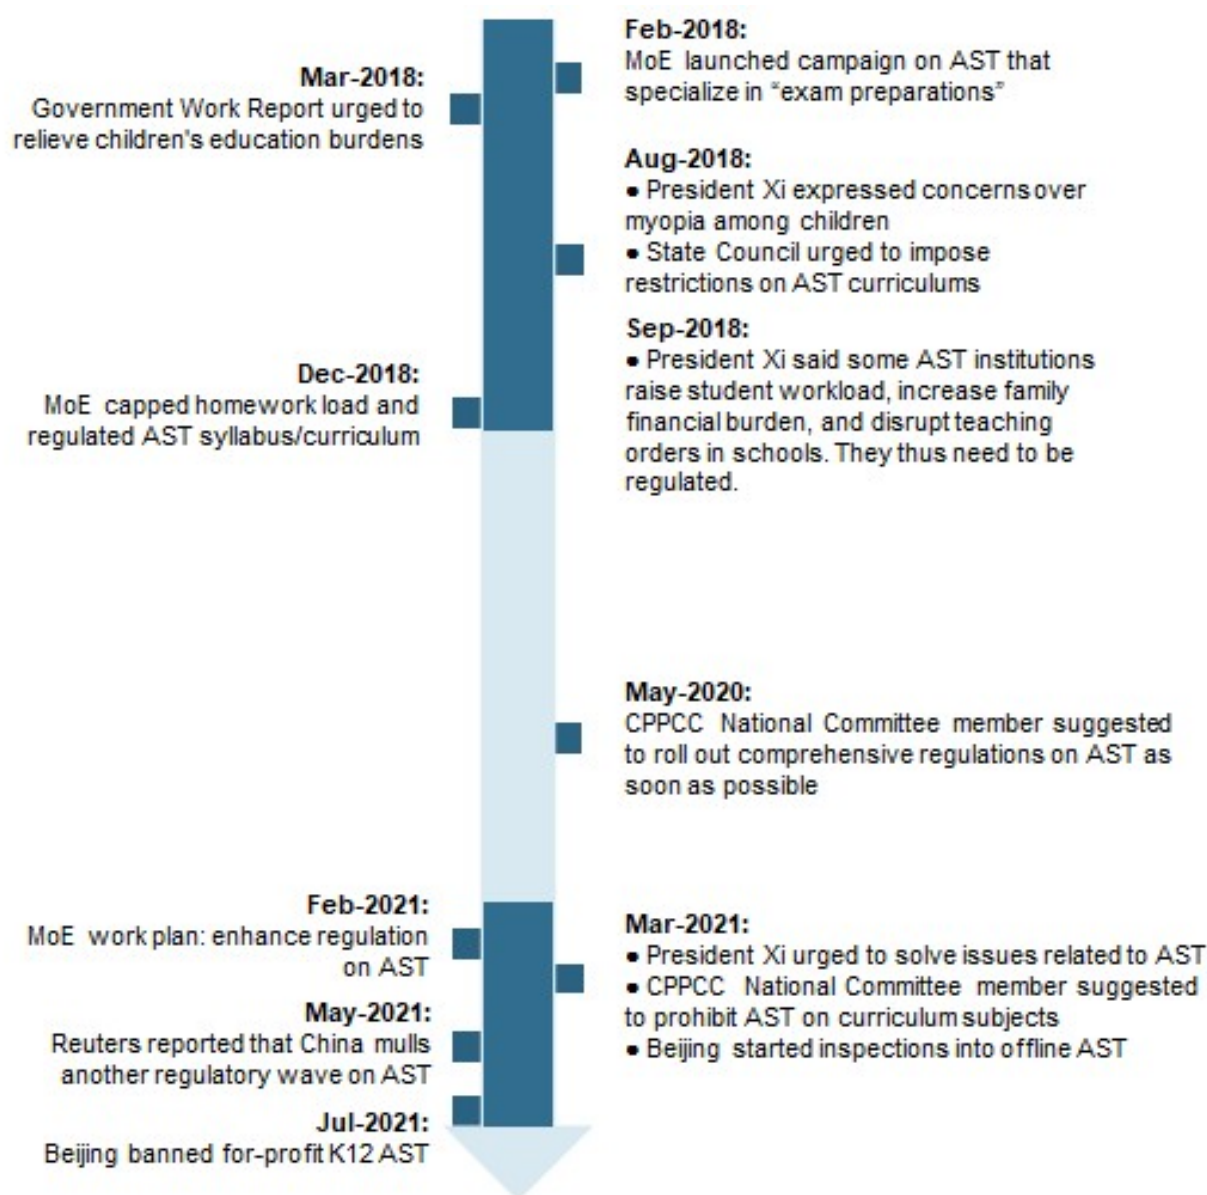 Feb-2018:
MoE launched campaign on AST that
specialize in “exam preparations”
Mar-2018:
Government Work Report urged to
relieve children's education burdens
Aug-2018:
● President Xi expressed concerns over
myopia among children
● State Council urged to impose
restrictions on AST curriculums
Sep-2018:
● President Xi said some AST institutions
raise student workload, increase family
financial burden, and disrupt teaching
orders in schools. They thus need to be
regulated.
Dec-2018:
MoE capped homework load and
regulated AST syllabus/curriculum
May-2020:
CPPCC National Committee member suggested
to roll out comprehensive regulations on AST as
soon as possible
Feb-2021:
MoE work plan: enhance regulation
on AST
Mar-2021:
● President Xi urged to solve issues related to AST
● CPPCC National Committee member suggested
to prohibit AST on curriculum subjects
● Beijing started inspections into offline AST
May-2021:
Reuters reported that China mulls
another regulatory wave on AST
Jul-2021:
Beijing banned for-profit K12 AST